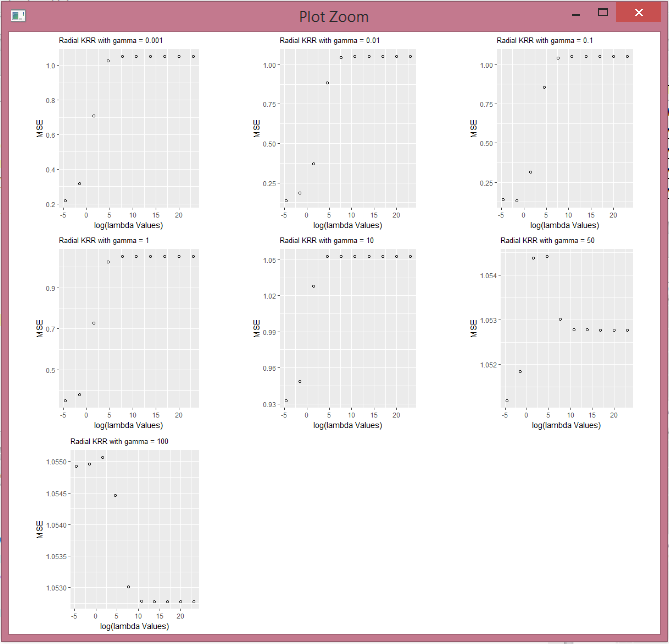 Plot Zoom
Radial KRR with gamma = 0.001
1.0
0.8
0.6
0.4
0.2
MSE
-5 0 5 10 15 20
log(lambda Values)
Radial KRR with gamma = 0.01
1.00
0.75
0.50
0.25
MSE
-5 0 5 10 15 20
log(lambda Values)
Radial KRR with gamma = 0.1
1.00
0.75
0.50
0.25
MSE
-5 0 5 10 15 20
log(lambda Values)
Radial KRR with gamma = 1
0.9
0.7
0.5
MSE
-5 0 5 10 15 20
log(lambda Values)
Radial KRR with gamma = 10
1.05
1.02
0.99
0.96
0.93
MSE
-5 0 5 10 15 20
log(lambda Values)
Radial KRR with gamma = 50
1.054
1.053
1.052
MSE
-5 0 5 10 15 20
log(lambda Values)
Radial KRR with gamma = 100
1.0550
1.0545
1.0540
1.0535
1.0530
MSE
-5 0 5 10 15 20
log(lambda Values)